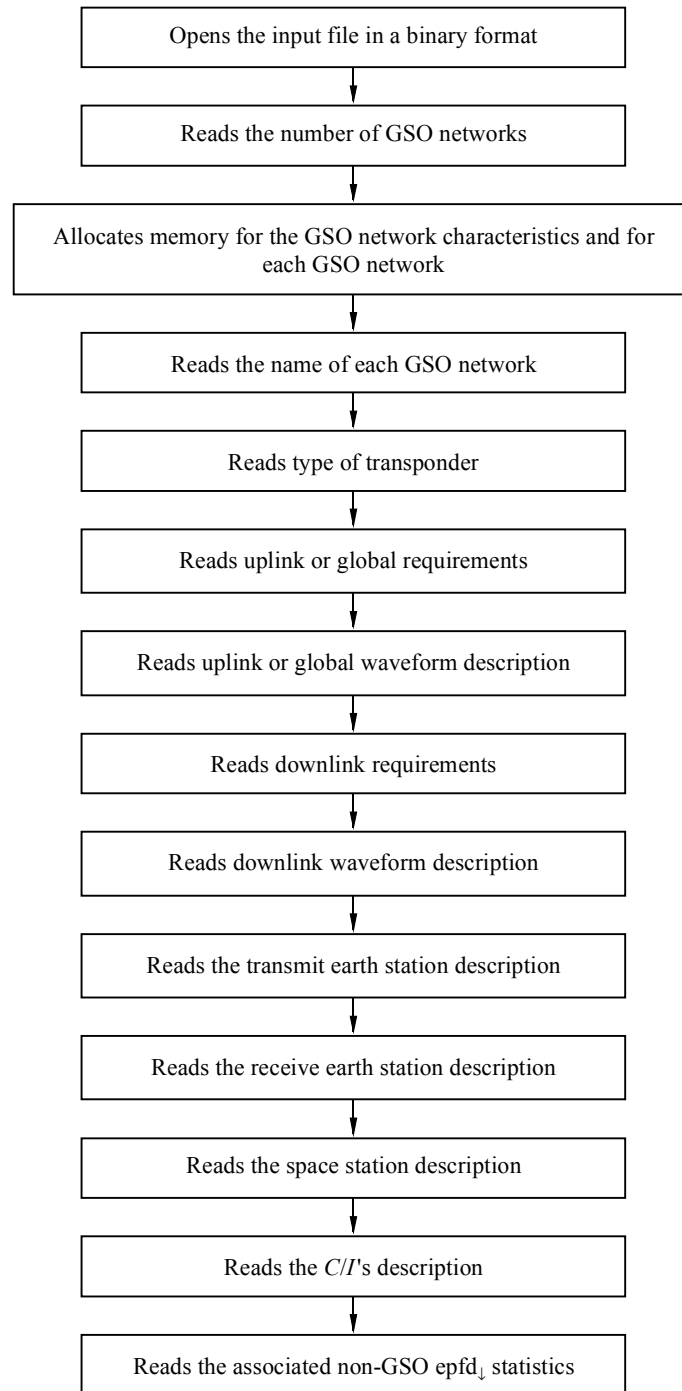 Opens the input file in a binary format
Reads the number of GSO networks
Allocates memory for the GSO network characteristics and for
each GSO network
Reads the name of each GSO network
Reads type of transponder
Reads uplink or global requirements
Reads uplink or global waveform description
Reads downlink requirements
Reads downlink waveform description
Reads the transmit earth station description
Reads the receive earth station description
Reads the space station description
Reads the C/I's description
Reads the associated non-GSO epfd↓ statistics